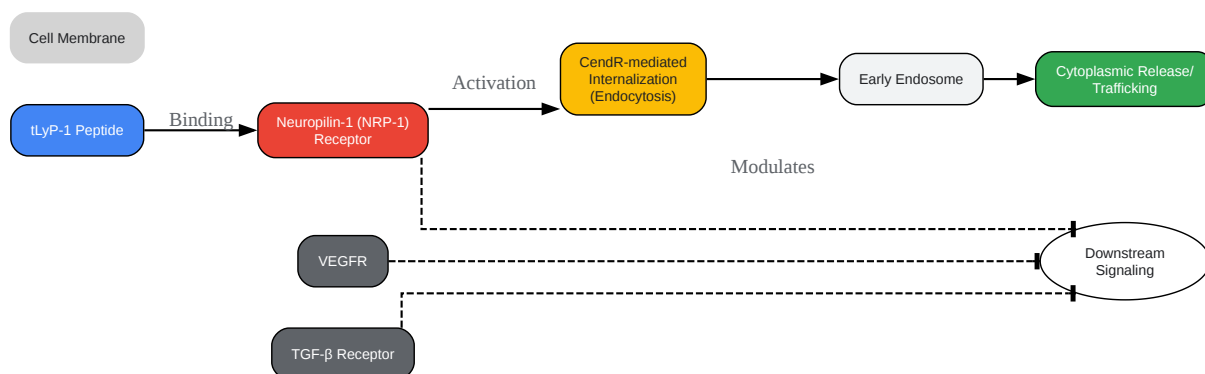 Cell Membrane
tLyP-1 Peptide
Binding
Neuropilin-1 (NRP-1)
Receptor
Activation
CendR-mediated
Internalization
(Endocytosis)
Early Endosome
Cytoplasmic Release/
Trafficking
Modulates
VEGFR
Downstream
Signaling
TGF-β Receptor